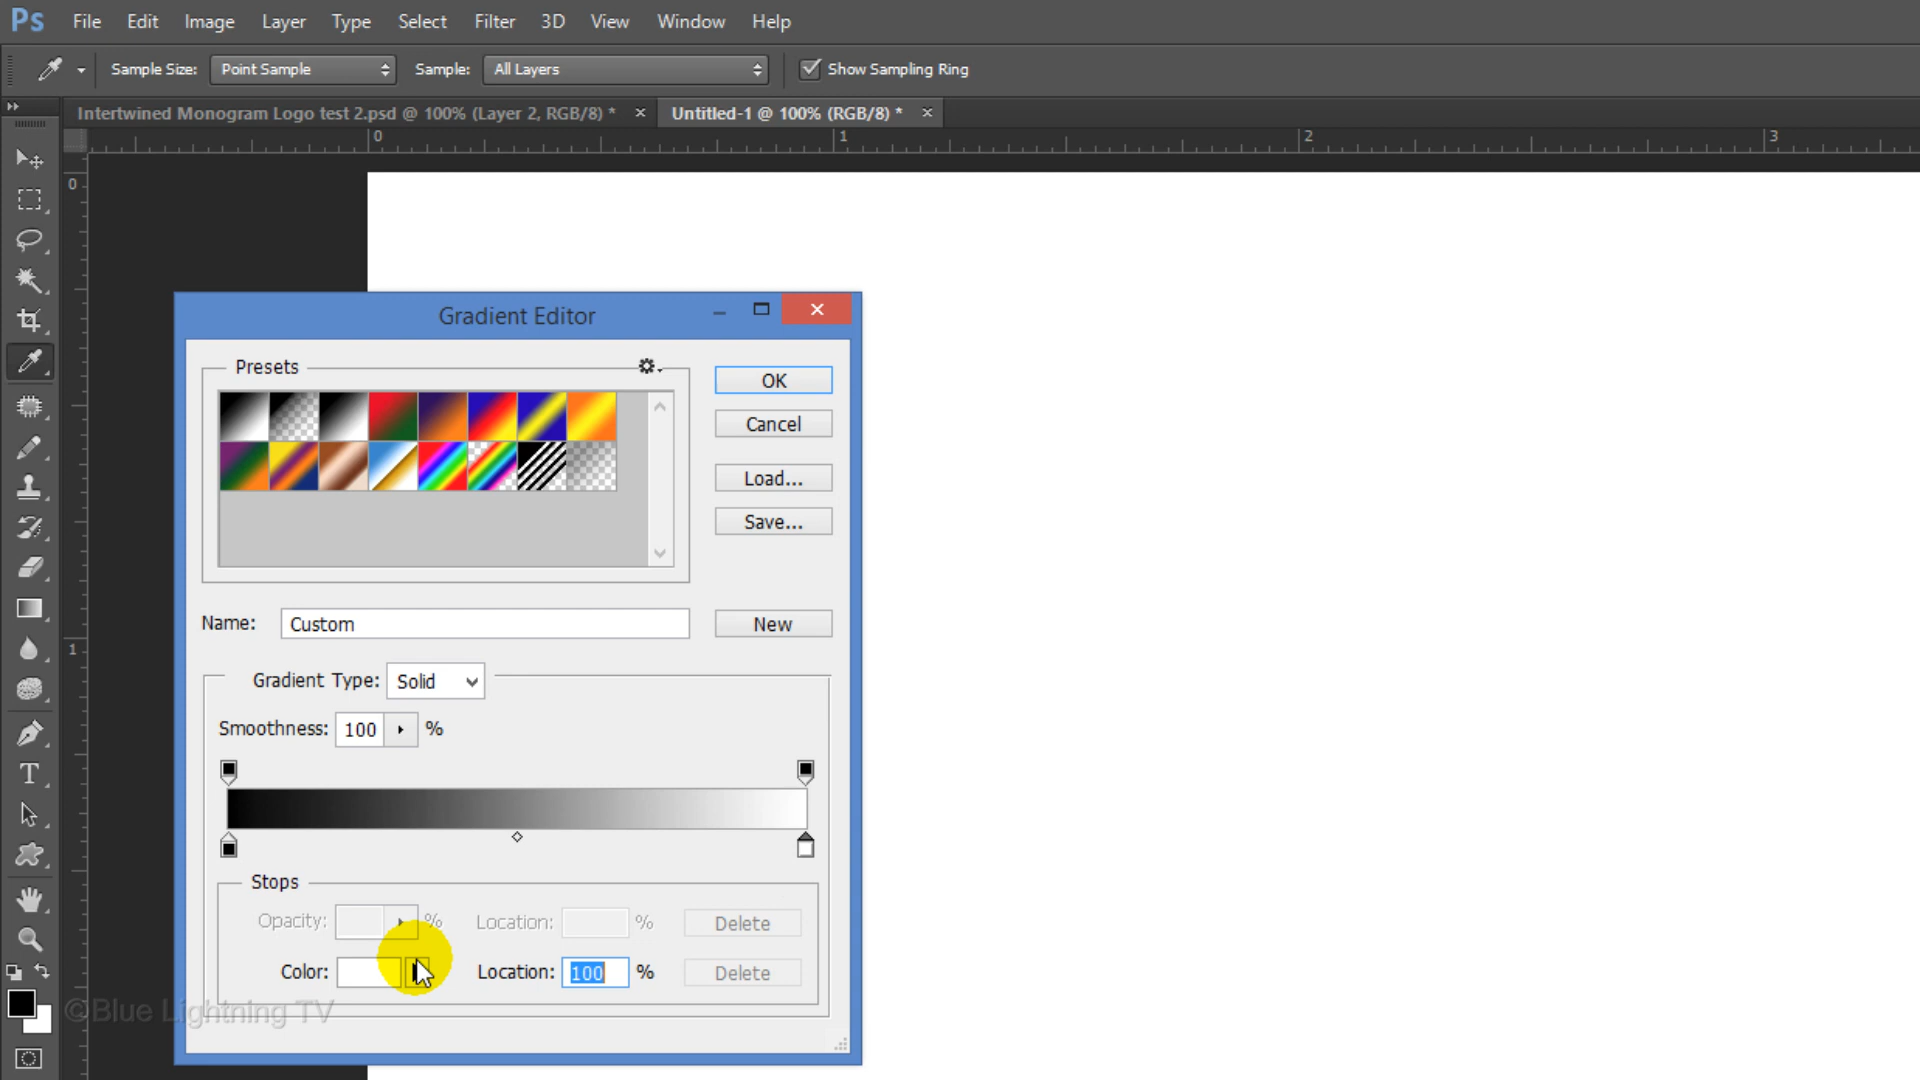 Ps File Edit Image Layer Type Select Filter 3D View Window Help
Sample Size: Point Sample Sample: All Layers Show Sampling Ring
Intertwined Monogram Logo test 2.psd @ 100% (Layer 2, RGB/8) * × Untitled-1 @ 100% (RGB/8) * ×
0 1 2 3
0
Gradient Editor
Presets
OK
Cancel
Load...
Save...
Name: Custom New
1
Gradient Type: Solid
Smoothness: 100 %
Stops
Opacity: % Location: % Delete
Color: Location: 100 % Delete
©Blue Lightning TV